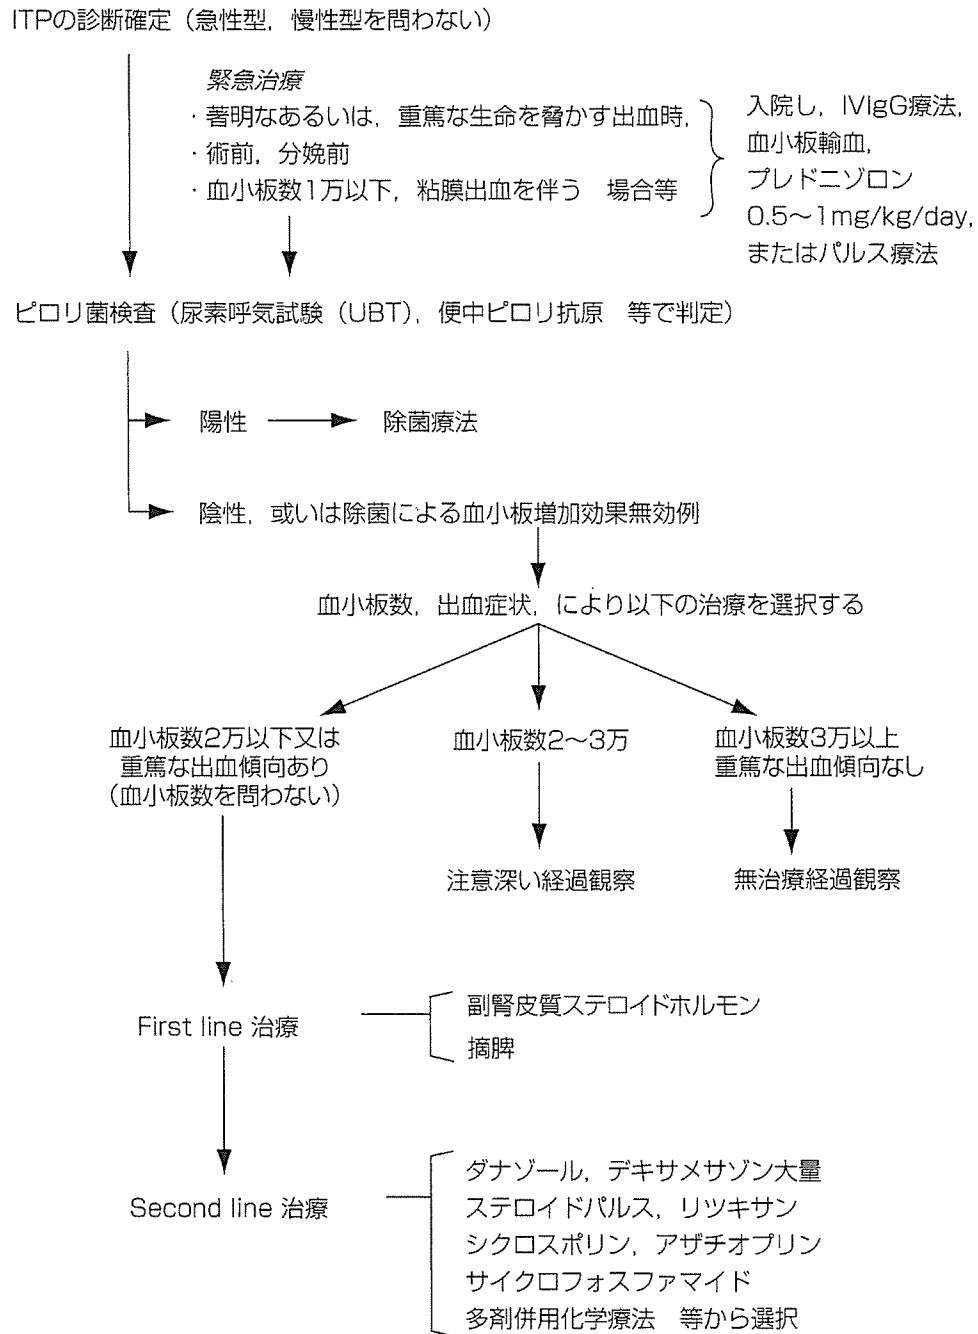 ITPの診断確定（急性型，慢性型を問わない）
緊急治療
・著明なあるいは，重篤な生命を脅かす出血時，
・術前，分娩前
・血小板数1万以下，粘膜出血を伴う　場合等
入院し，IVIgG療法，
血小板輸血，
プレドニゾロン
0.5～1mg/kg/day，
またはパルス療法
ピロリ菌検査（尿素呼気試験（UBT），便中ピロリ抗原　等で判定）
陽性
除菌療法
陰性，或いは除菌による血小板増加効果無効例
血小板数，出血症状，により以下の治療を選択する
血小板数2万以下又は
重篤な出血傾向あり
（血小板数を問わない）
血小板数2～3万
血小板数3万以上
重篤な出血傾向なし
注意深い経過観察
無治療経過観察
First line 治療
副腎皮質ステロイドホルモン
摘脾
Second line 治療
ダナゾール，デキサメサゾン大量
ステロイドパルス，リツキサン
シクロスポリン，アザチオプリン
サイクロフォスファマイド
多剤併用化学療法　等から選択